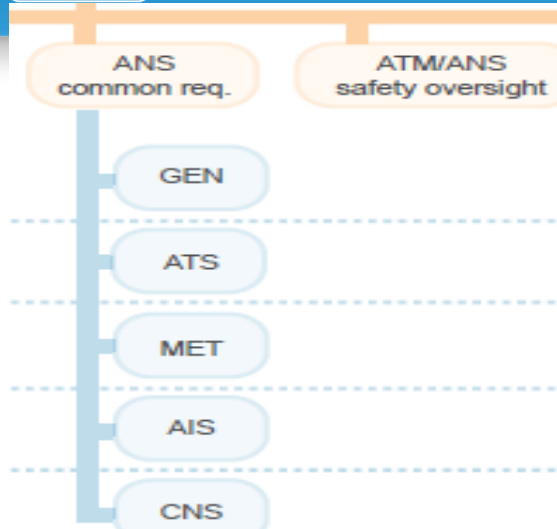 ANS
common req.
ATM/ANS
safety oversight
GEN
ATS
MET
AIS
CNS